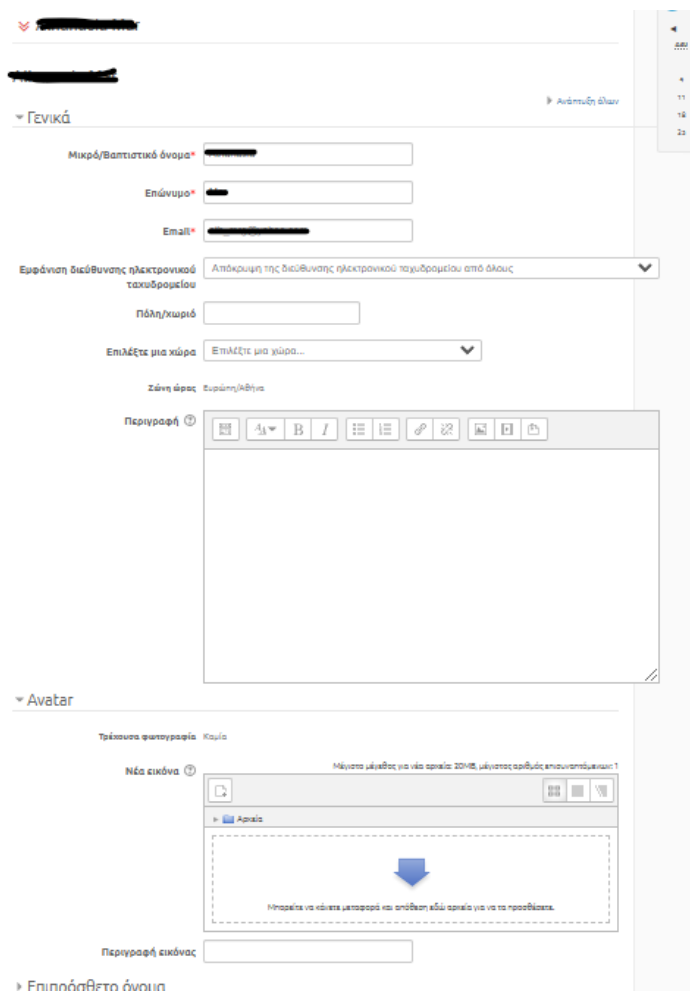 Ανάπτυξη όλων
Γενικά
Μικρό/Βαπτιστικό όνομα*
Επώνυμο*
Email*
Εμφάνιση διεύθυνσης ηλεκτρονικού ταχυδρομείου
Απόκρυψη της διεύθυνσης ηλεκτρονικού ταχυδρομείου από όλους
Πόλη/χωριό
Επιλέξτε μια χώρα
Επιλέξτε μια χώρα...
Ζώνη ώρας Ευρώπη/Αθήνα
Περιγραφή
B I
Avatar
Τρέχουσα φωτογραφία Καμία
Νέα εικόνα
Μέγιστο μέγεθος για νέα αρχεία: 20MB, μέγιστος αριθμός επισυναπτόμενων: 1
Αρχεία
Μπορείτε να κάνετε μεταφορά και απόθεση εδώ αρχεία για να τα προσθέσετε.
Περιγραφή εικόνας
Επιπρόσθετο όνομα
4
11
18